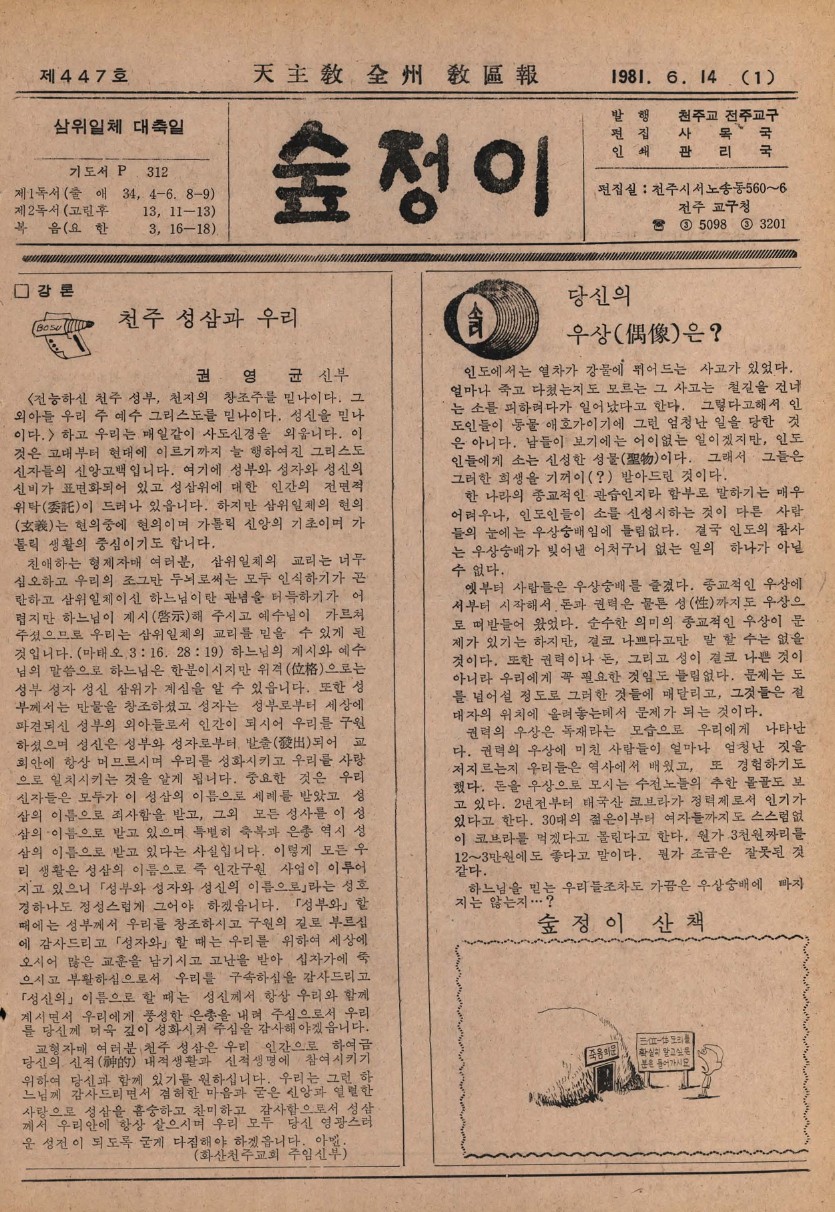 제447호
天主敎 全州 敎區報
1981. 6. 14 (1)
삼위일체 대축일
기도서 P 312
제1독서(출 애 34, 4-6. 8-9)
제2독서(고린후 13, 11-13)
복 음(요 한 3, 16-18)
숲정이
발 행 천주교 전주교구
편 집 사 목 국
인 쇄 관 리 국
편집실 : 전주시서노송동560~6
전주 교구청
☎ ③ 5098 ③ 3201
□ 강 론
BOSU
천주 성삼과 우리
권 영 균 신부
〈전능하신 천주 성부, 천지의 창조주를 믿나이다. 그
외아들 우리 주 예수 그리스도를 믿나이다. 성신을 믿나
이다.〉하고 우리는 매일같이 사도신경을 외웁니다. 이
것은 고대부터 현대에 이르기까지 늘 행하여진 그리스도
신자들의 신앙고백입니다. 여기에 성부와 성자와 성신의
신비가 표면화되어 있고 성삼위에 대한 인간의 전면적
위탁(委託)이 드러나 있읍니다. 하지만 삼위일체의 현의
(玄義)는 현의중에 현의이며 가톨릭 신앙의 기초이며 가
톨릭 생활의 중심이기도 합니다.
친애하는 형제자매 여러분, 삼위일체의 교리는 너무
심오하고 우리의 조그만 두뇌로써는 모두 인식하기가 곤
란하고 삼위일체이신 하느님이란 관념을 터득하기가 어
렵지만 하느님이 계시(啓示)해 주시고 예수님이 가르쳐
주셨으므로 우리는 삼위일체의 교리를 믿을 수 있게 된
것입니다. (마태오 3:16. 28:19) 하느님의 계시와 예수
님의 말씀으로 하느님은 한분이시지만 위격(位格)으로는
성부 성자 성신 삼위가 계심을 알 수 있읍니다. 또한 성
부께서는 만물을 창조하셨고 성자는 성부로부터 세상에
파견되신 성부의 외아들로서 인간이 되시어 우리를 구원
하셨으며 성신은 성부와 성자로부터 발출(發出)되어 교
회안에 항상 머므르시며 우리를 성화시키고 우리를 사랑
으로 일치시키는 것을 알게 됩니다. 중요한 것은 우리
신자들은 모두가 이 성삼의 이름으로 세례를 받았고 성
삼의 이름으로 죄사함을 받고, 그외 모든 성사를 이 성
삼의 이름으로 받고 있으며 특별히 축복과 은총 역시 성
삼의 이름으로 받고 있다는 사실입니다. 이렇게 모든 우
리 생활은 성삼의 이름으로 즉 인간구원 사업이 이루어
지고 있으니 「성부와 성자와 성신의 이름으로」라는 성호
경하나도 정성스럽게 그어야 하겠읍니다. 「성부와」 할
때에는 성부께서 우리를 창조하시고 구원의 길로 부르심
에 감사드리고 「성자와」 할 때는 우리를 위하여 세상에
오시어 많은 교훈을 남기시고 고난을 받아 십자가에 죽
으시고 부활하심으로서 우리를 구속하심을 감사드리고
「성신의」 이름으로 할 때는 성신께서 항상 우리와 함께
계시면서 우리에게 풍성한 은총을 내려 주심으로서 우리
를 당신께 더욱 깊이 성화시켜 주심을 감사해야겠읍니다.
교형자매 여러분 천주 성삼은 우리 인간으로 하여금
당신의 신적(神的) 내적생활과 신적생명에 참여시키기
위하여 당신과 함께 있기를 원하십니다. 우리는 그런 하
느님께 감사드리면서 겸허한 마음과 굳은 신앙과 열렬한
사랑으로 성삼을 흠숭하고 찬미하고 감사함으로서 성삼
께서 우리안에 항상 살으시며 우리 모두 당신 영광스러
운 성전이 되도록 굳게 다짐해야 하겠읍니다. 아멘.
(화산천주교회 주임신부)
소리
당신의
우상(偶像)은?
인도에서는 열차가 강물에 뛰어드는 사고가 있었다.
얼마나 죽고 다쳤는지도 모르는 그 사고는 철길을 건네
는 소를 피하려다가 일어났다고 한다. 그렇다고해서 인
도인들이 동물 애호가이기에 그런 엄청난 일을 당한 것
은 아니다. 남들이 보기에는 어이없는 일이겠지만, 인도
인들에게 소는 신성한 성물(聖物)이다. 그래서 그들은
그러한 희생을 기꺼이(?) 받아드린 것이다.
한 나라의 종교적인 관습인지라 함부로 말하기는 매우
어려우나, 인도인들이 소를 신성시하는 것이 다른 사람
들의 눈에는 우상숭배임에 틀림없다. 결국 인도의 참사
는 우상숭배가 빚어낸 어처구니 없는 일의 하나가 아닐
수 없다.
옛부터 사람들은 우상숭배를 즐겼다. 종교적인 우상에
서부터 시작해서 돈과 권력은 물론 성(性)까지도 우상으
로 떠받들어 왔었다. 순수한 의미의 종교적인 우상이 문
제가 있기는 하지만, 결코 나쁘다고만 말 할 수는 없을
것이다. 또한 권력이나 돈, 그리고 성이 결코 나쁜 것이
아니라 우리에게 꼭 필요한 것임도 틀림없다. 문제는 도
를 넘어설 정도로 그러한 것들에 매달리고, 그것들은 절
대자의 위치에 올려놓는데서 문제가 되는 것이다.
권력의 우상은 독재라는 모습으로 우리에게 나타난
다. 권력의 우상에 미친 사람들이 얼마나 엄청난 짓을
저지르는지 우리들은 역사에서 배웠고, 또 경험하기도
했다. 돈을 우상으로 모시는 수전노들의 추한 몰골도 보
고 있다. 2년전부터 태국산 코브라가 정력제로서 인기가
있다고 한다. 30대의 젊은이부터 여자들까지도 스스럼없
이 코브라를 먹겠다고 몰린다고 한다. 원가 3천원짜리를
12~3만원에도 좋다고 말이다. 뭔가 조금은 잘못된 것
같다.
하느님을 믿는 우리들조차도 가끔은 우상숭배에 빠지
지는 않는지…?
숲 정 이 산 책
죽음의문
三位一体 교리를
확실히 알고싶은
분은 들어가시오